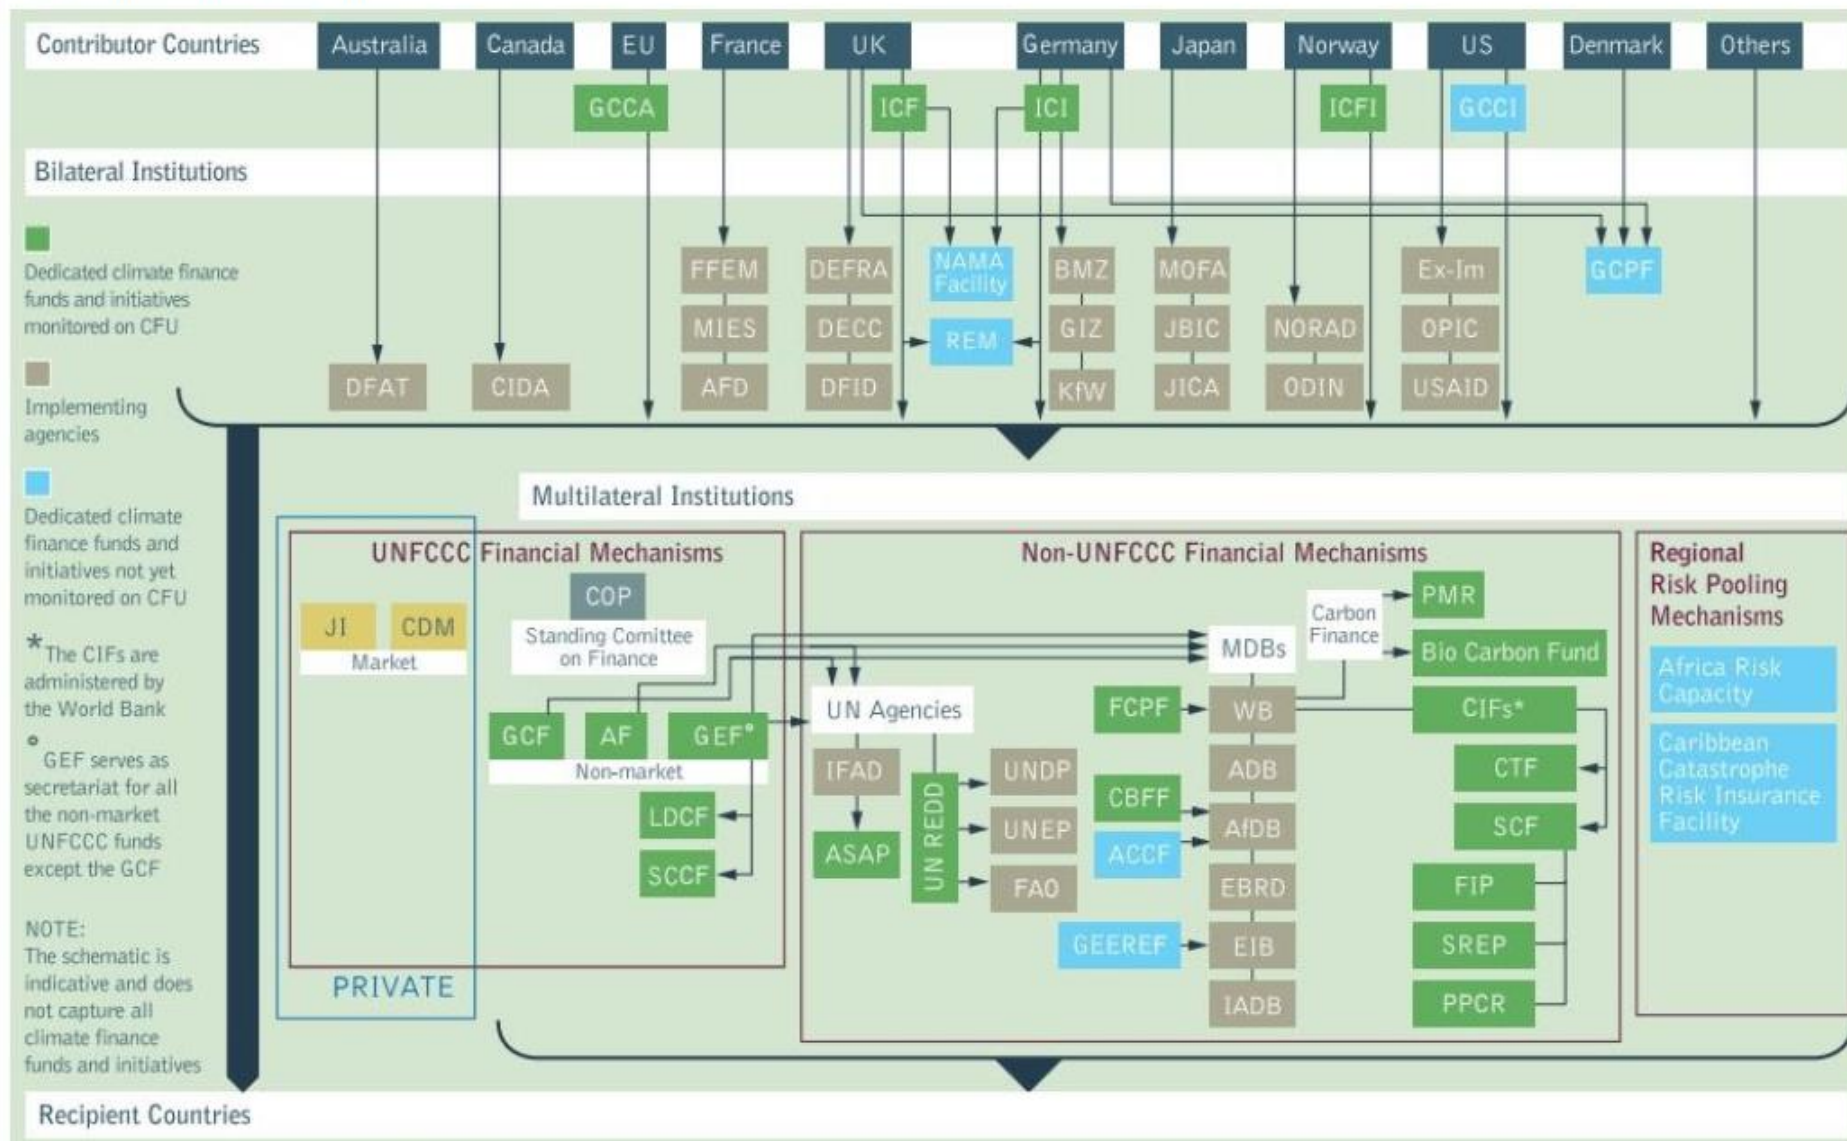 Contributor Countries
Australia
Canada
EU
France
UK
Germany
Japan
Norway
US
Denmark
Others
GCCA
ICF
ICI
ICFI
GCCI
Bilateral Institutions
Dedicated climate finance
funds and initiatives
monitored on CFU
Implementing
agencies
Dedicated climate
finance funds and
initiatives not yet
monitored on CFU
*The CIFs are
administered by
the World Bank
° GEF serves as
secretariat for all
the non-market
UNFCCC funds
except the GCF
NOTE:
The schematic is
indicative and does
not capture all
climate finance
funds and initiatives
DFAT
CIDA
FFEM
MIES
AFD
DEFRA
DECC
DFID
NAMA
Facility
REM
BMZ
GIZ
KfW
MOFA
JBIC
JICA
NORAD
ODIN
Ex-Im
OPIC
USAID
GCPF
Multilateral Institutions
UNFCCC Financial Mechanisms
JI
CDM
Market
COP
Standing Comittee
on Finance
GCF
AF
GEF°
Non-market
LDCF
SCCF
PRIVATE
Non-UNFCCC Financial Mechanisms
UN Agencies
IFAD
ASAP
UN REDD
UNDP
UNEP
FAO
FCPF
CBFF
ACCF
GEEREF
MDBs
WB
ADB
AfDB
EBRD
EIB
IADB
Carbon
Finance
PMR
Bio Carbon Fund
CIFs*
CTF
SCF
FIP
SREP
PPCR
Regional
Risk Pooling
Mechanisms
Africa Risk
Capacity
Caribbean
Catastrophe
Risk Insurance
Facility
Recipient Countries